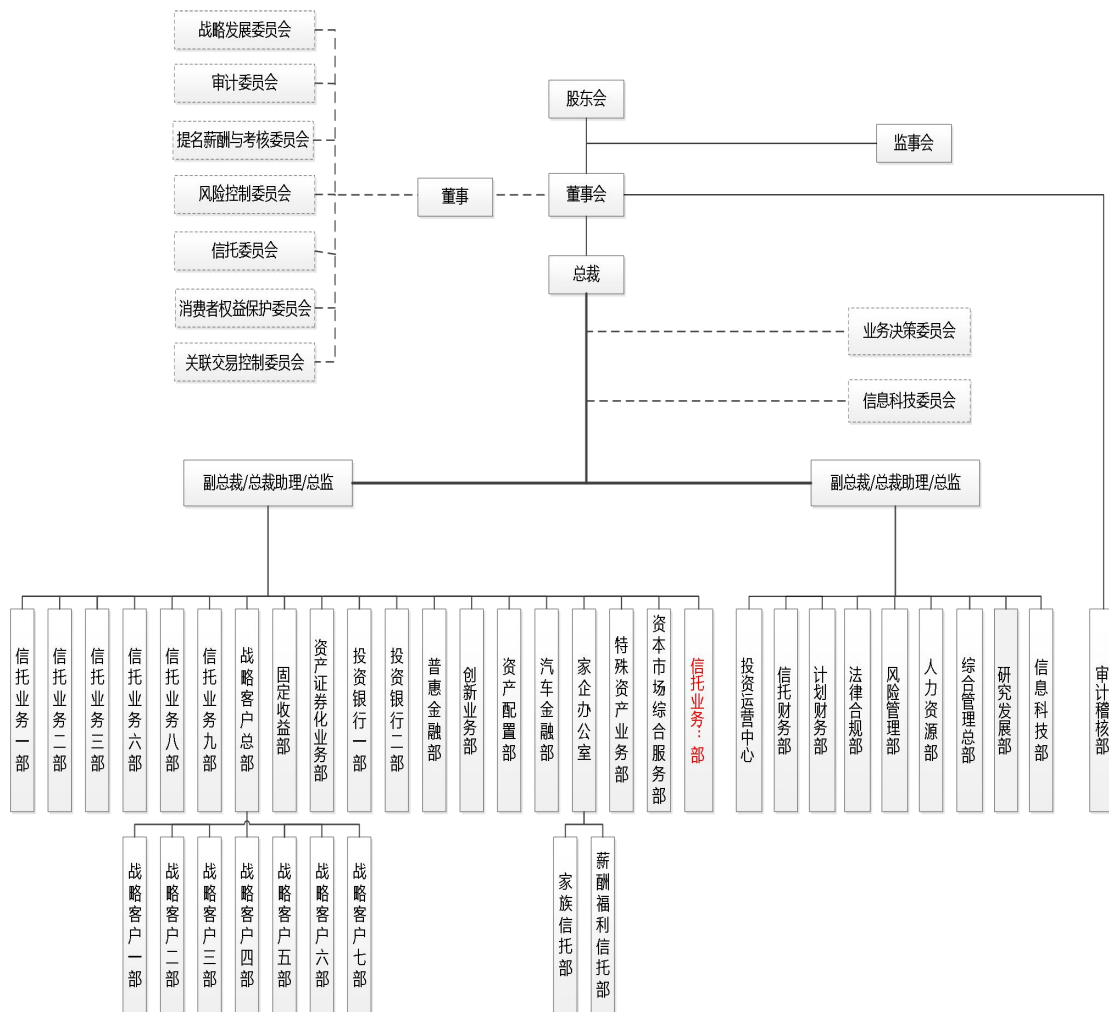 战略发展委员会
审计委员会
提名薪酬与考核委员会
风险控制委员会
信托委员会
消费者权益保护委员会
关联交易控制委员会
董事
股东会
监事会
董事会
总裁
业务决策委员会
信息科技委员会
副总裁/总裁助理/总监
副总裁/总裁助理/总监
信托业务一部
信托业务二部
信托业务三部
信托业务六部
信托业务八部
信托业务九部
战略客户总部
固定收益部
资产证券化业务部
投资银行一部
投资银行二部
普惠金融部
创新业务部
资产配置部
汽车金融部
家企办公室
特殊资产业务部
资本市场综合服务部
信托业务…部
投资运营中心
信托财务部
计划财务部
法律合规部
风险管理部
人力资源部
综合管理总部
研究发展部
信息科技部
审计稽核部
战略客户一部
战略客户二部
战略客户三部
战略客户四部
战略客户五部
战略客户六部
战略客户七部
家族信托部
薪酬福利信托部